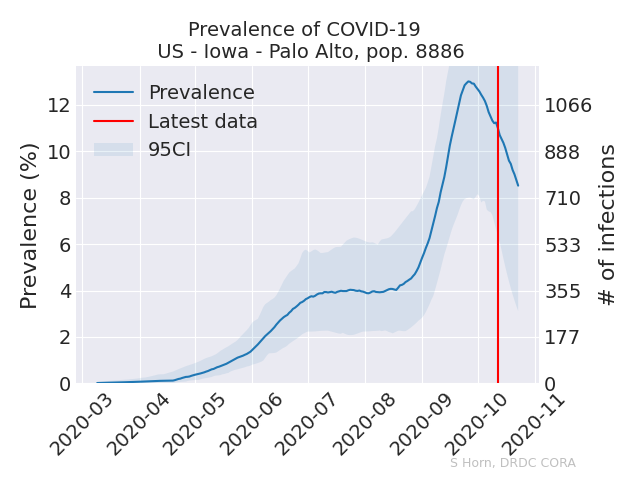 Prevalence of COVID-19
US - Iowa - Palo Alto, pop. 8886
Prevalence
Latest data
95CI
Prevalence (%)
12
10
8
6
4
2
0
1066
888
710
533
355
177
0
# of infections
2020-03
2020-04
2020-05
2020-06
2020-07
2020-08
2020-09
2020-10
2020-11
S Horn, DRDC CORA